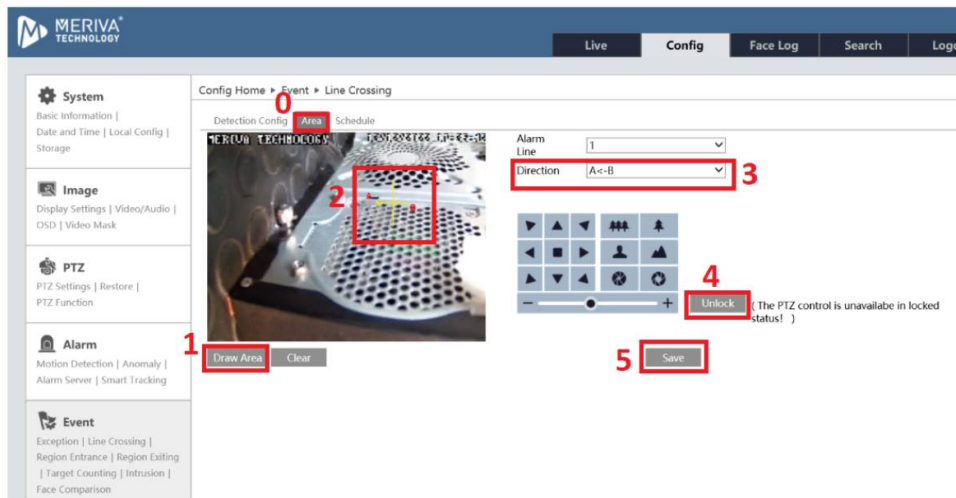 MERIVA
TECHNOLOGY
Live
Config
Face Log
Search
System
Basic Information |
Date and Time | Local Config |
Storage
Image
Display Settings | Video/Audio |
OSD | Video Mask
PTZ
PTZ Settings | Restore |
PTZ Function
Alarm
Motion Detection | Anomaly |
Alarm Server | Smart Tracking
Event
Exception | Line Crossing |
Region Entrance | Region Exiting
| Target Counting | Intrusion |
Face Comparison
Config Home ▸ Event ▸ Line Crossing
0
Detection Config Area Schedule
MERIVA TECHNOLOGY
2
A
B
1
Draw Area Clear
Alarm
Line
1
Direction A<-B
3
4
Unlock
( The PTZ control is unavailabe in locked
status! )
5
Save